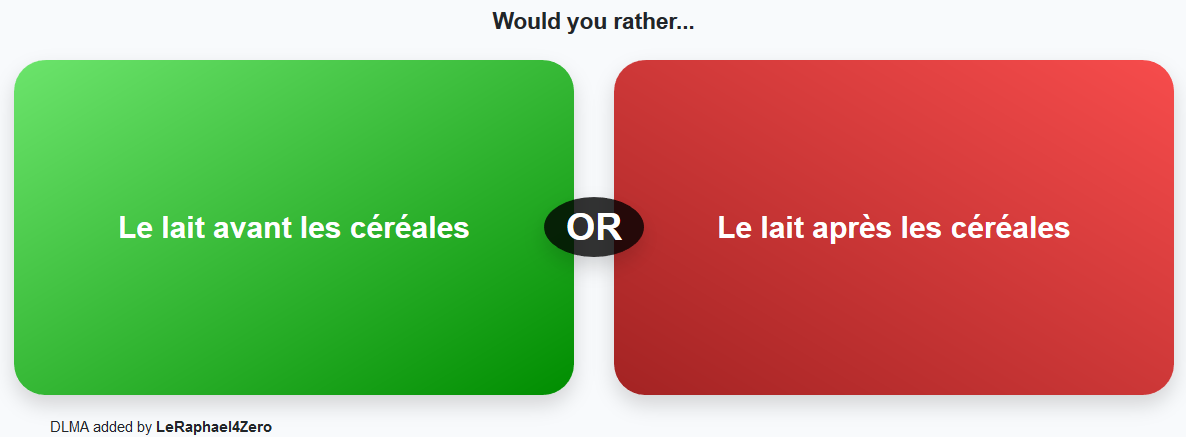 Would you rather...
Le lait avant les céréales
OR
Le lait après les céréales
DLMA added by LeRaphael4Zero